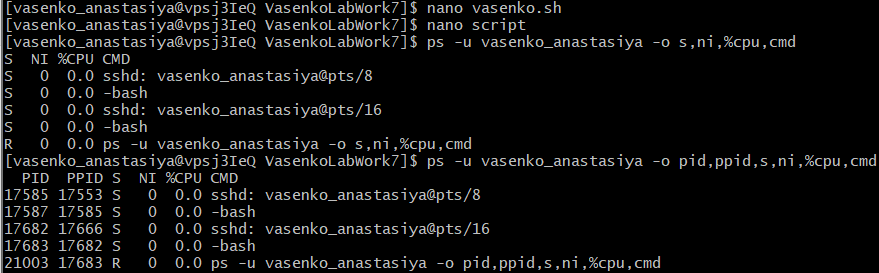 [vasenko_anastasiya@vpsj3IeQ VasenkoLabWork7]$ nano vasenko.sh
[vasenko_anastasiya@vpsj3IeQ VasenkoLabWork7]$ nano script
[vasenko_anastasiya@vpsj3IeQ VasenkoLabWork7]$ ps -u vasenko_anastasiya -o s,ni,%cpu,cmd
S  NI %CPU CMD
S   0  0.0 sshd: vasenko_anastasiya@pts/8
S   0  0.0 -bash
S   0  0.0 sshd: vasenko_anastasiya@pts/16
S   0  0.0 -bash
R   0  0.0 ps -u vasenko_anastasiya -o s,ni,%cpu,cmd
[vasenko_anastasiya@vpsj3IeQ VasenkoLabWork7]$ ps -u vasenko_anastasiya -o pid,ppid,s,ni,%cpu,cmd
  PID  PPID S  NI %CPU CMD
17585 17553 S   0  0.0 sshd: vasenko_anastasiya@pts/8
17587 17585 S   0  0.0 -bash
17682 17666 S   0  0.0 sshd: vasenko_anastasiya@pts/16
17683 17682 S   0  0.0 -bash
21003 17683 R   0  0.0 ps -u vasenko_anastasiya -o pid,ppid,s,ni,%cpu,cmd